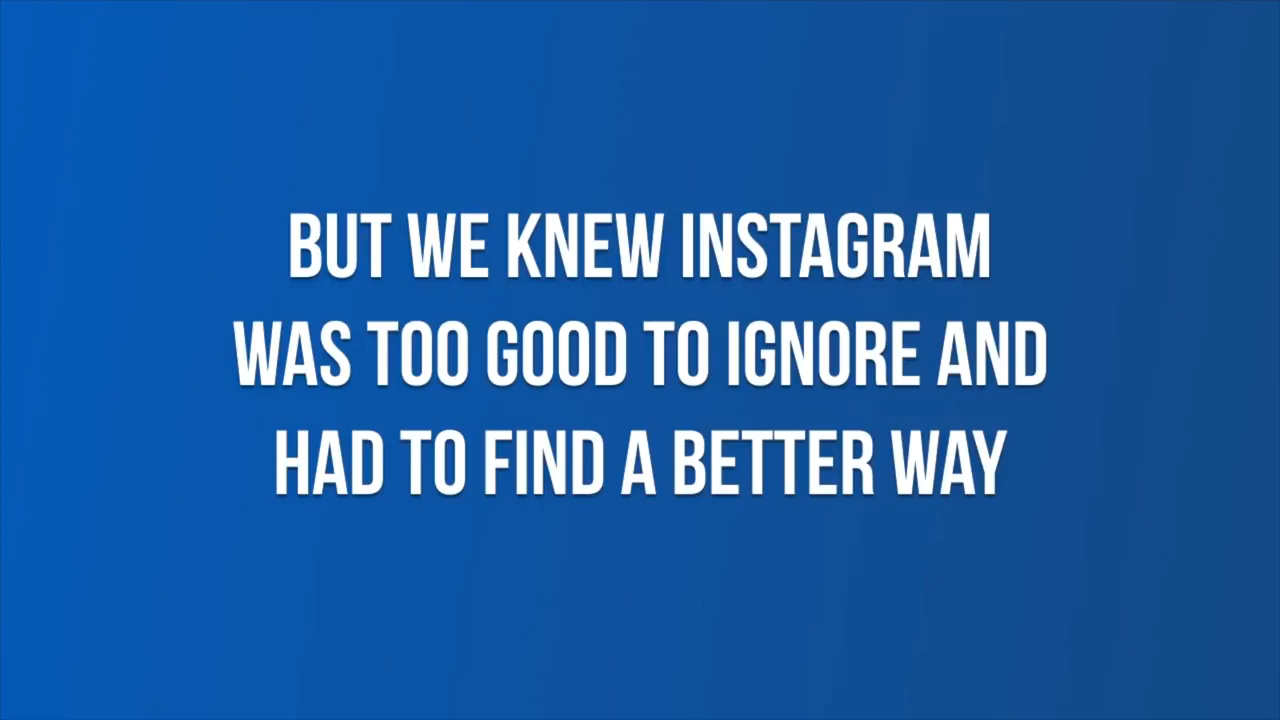 BUT WE KNEW INSTAGRAM
WAS TOO GOOD TO IGNORE AND
HAD TO FIND A BETTER WAY